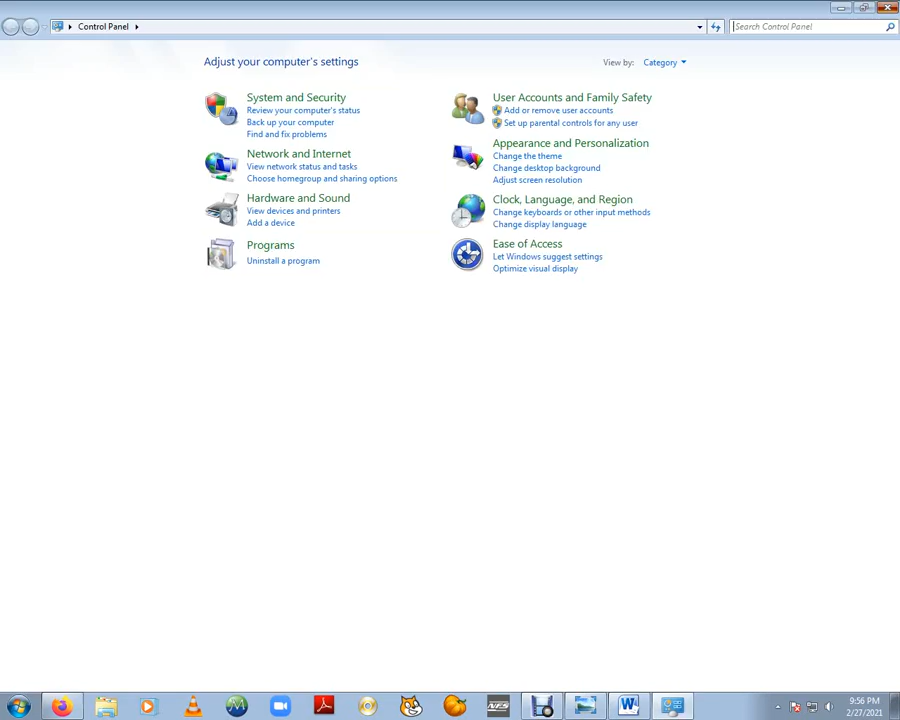 Control Panel
Search Control Panel
Adjust your computer's settings
View by: Category
System and Security
Review your computer's status
Back up your computer
Find and fix problems
Network and Internet
View network status and tasks
Choose homegroup and sharing options
Hardware and Sound
View devices and printers
Add a device
Programs
Uninstall a program
User Accounts and Family Safety
Add or remove user accounts
Set up parental controls for any user
Appearance and Personalization
Change the theme
Change desktop background
Adjust screen resolution
Clock, Language, and Region
Change keyboards or other input methods
Change display language
Ease of Access
Let Windows suggest settings
Optimize visual display
NFS
W
9:56 PM
2/27/2021